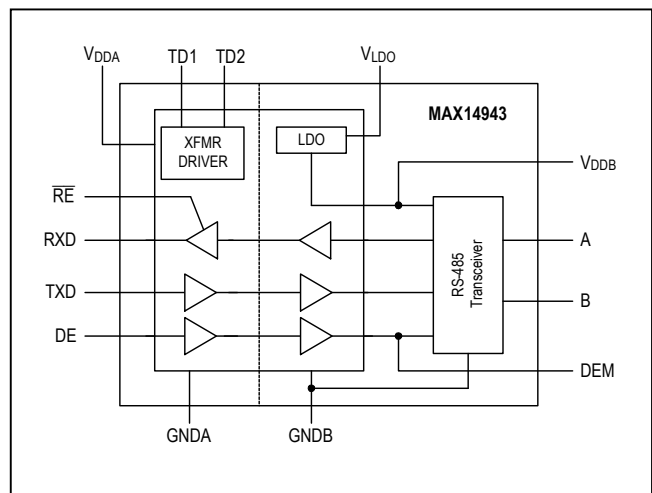 VDDA TD1 TD2 VLDO
MAX14943
XFMR
DRIVER
LDO
VDDB
RE
RXD
A
TXD
RS-485
Transceiver
B
DE
DEM
GNDA GNDB